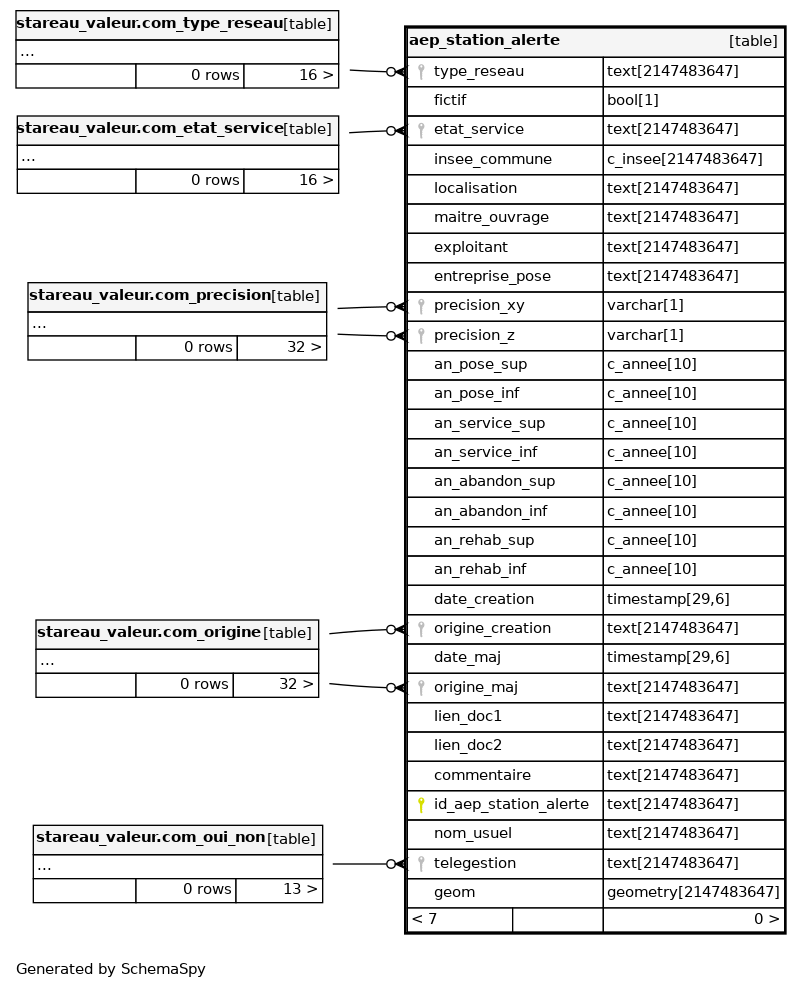 stareau_valeur.com_type_reseau [table]
...
0 rows 16 >
stareau_valeur.com_etat_service [table]
...
0 rows 16 >
stareau_valeur.com_precision [table]
...
0 rows 32 >
stareau_valeur.com_origine [table]
...
0 rows 32 >
stareau_valeur.com_oui_non [table]
...
0 rows 13 >
aep_station_alerte [table]
type_reseau text[2147483647]
fictif bool[1]
etat_service text[2147483647]
insee_commune c_insee[2147483647]
localisation text[2147483647]
maitre_ouvrage text[2147483647]
exploitant text[2147483647]
entreprise_pose text[2147483647]
precision_xy varchar[1]
precision_z varchar[1]
an_pose_sup c_annee[10]
an_pose_inf c_annee[10]
an_service_sup c_annee[10]
an_service_inf c_annee[10]
an_abandon_sup c_annee[10]
an_abandon_inf c_annee[10]
an_rehab_sup c_annee[10]
an_rehab_inf c_annee[10]
date_creation timestamp[29,6]
origine_creation text[2147483647]
date_maj timestamp[29,6]
origine_maj text[2147483647]
lien_doc1 text[2147483647]
lien_doc2 text[2147483647]
commentaire text[2147483647]
id_aep_station_alerte text[2147483647]
nom_usuel text[2147483647]
telegestion text[2147483647]
geom geometry[2147483647]
< 7 0 >
Generated by SchemaSpy